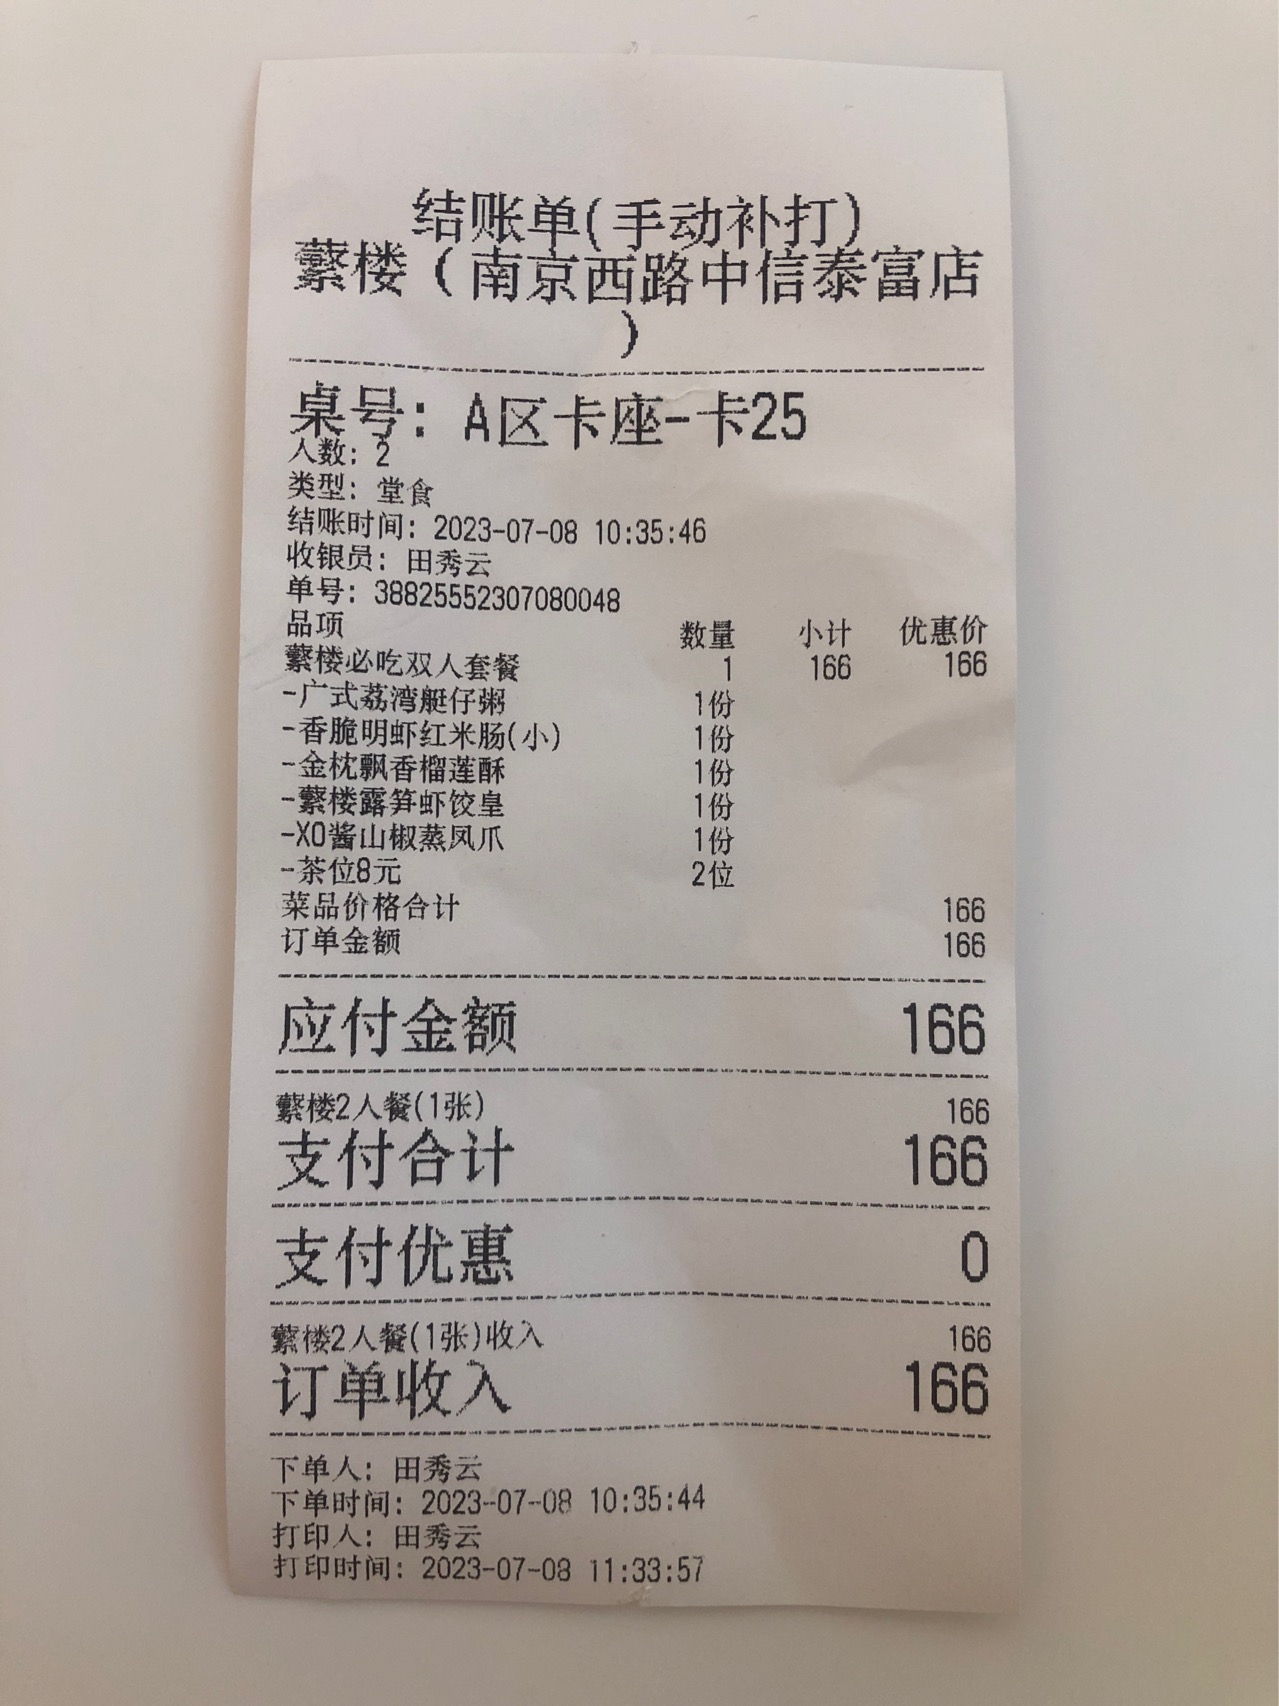 结账单(手动补打)
蘩楼（南京西路中信泰富店
）
桌号: A区卡座-卡25
人数: 2
类型: 堂食
结账时间: 2023-07-08 10:35:46
收银员: 田秀云
单号: 38825552307080048
品项 数量 小计 优惠价
蘩楼必吃双人套餐 1 166 166
-广式荔湾艇仔粥 1份
-香脆明虾红米肠(小) 1份
-金枕飘香榴莲酥 1份
-蘩楼露笋虾饺皇 1份
-XO酱山椒蒸凤爪 1份
-茶位8元 2位
菜品价格合计 166
订单金额 166
应付金额 166
蘩楼2人餐(1张) 166
支付合计 166
支付优惠 0
蘩楼2人餐(1张)收入 166
订单收入 166
下单人: 田秀云
下单时间: 2023-07-08 10:35:44
打印人: 田秀云
打印时间: 2023-07-08 11:33:57